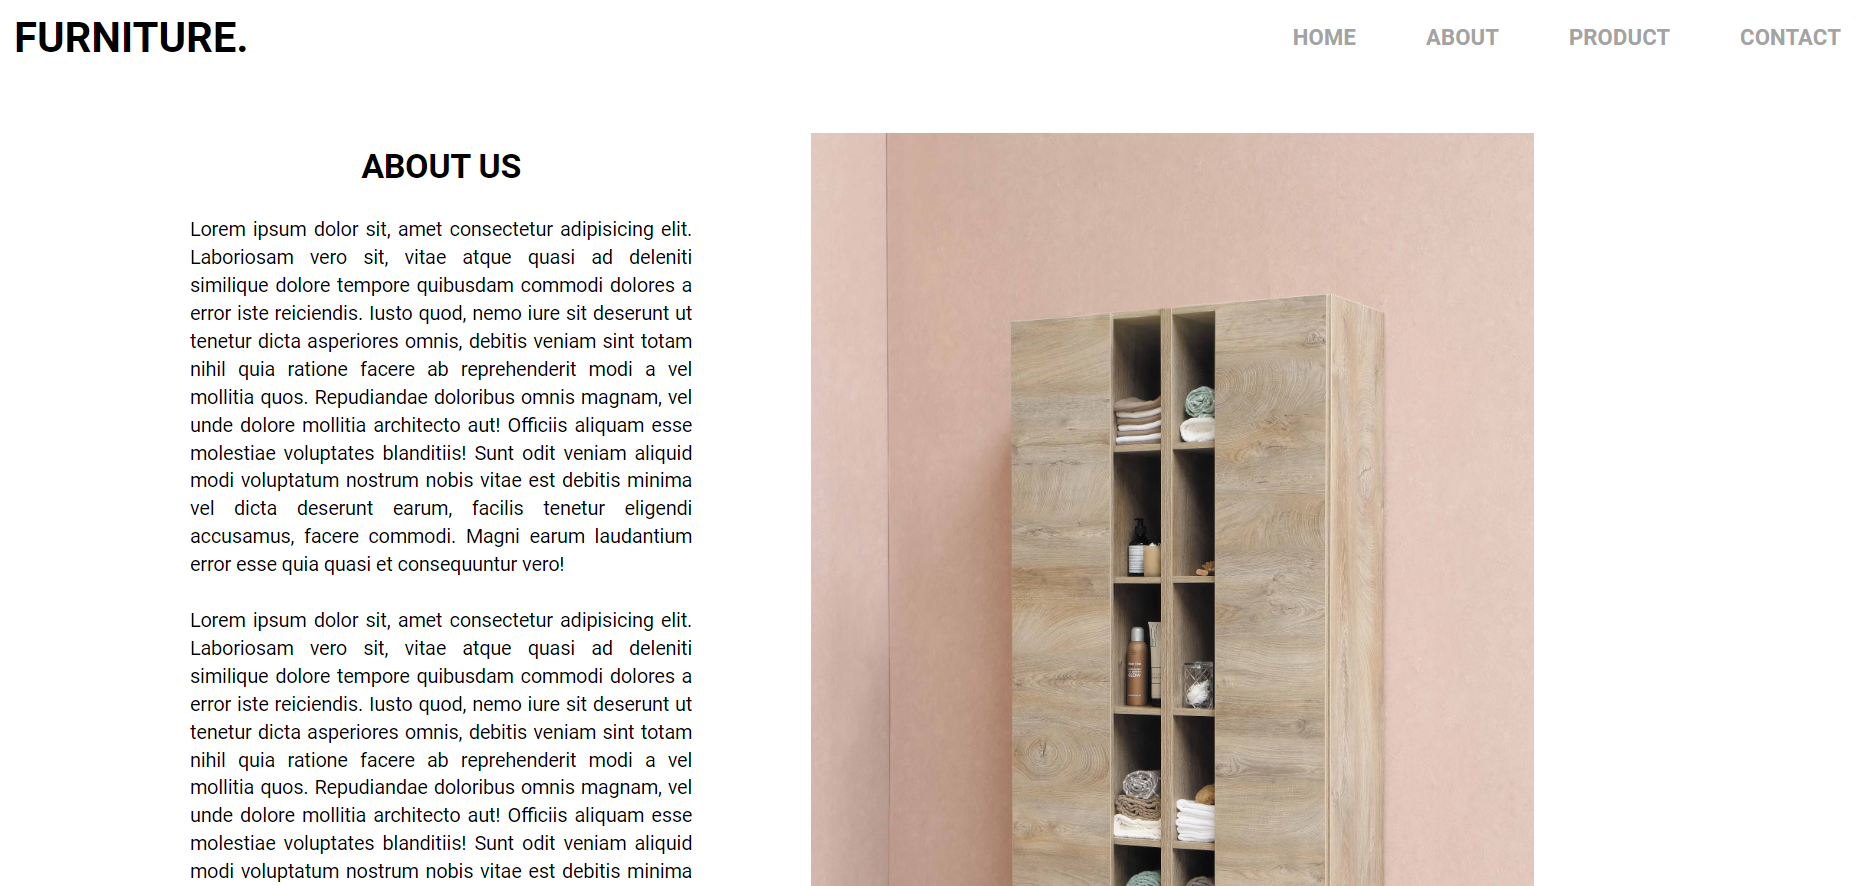 FURNITURE.
HOME ABOUT PRODUCT CONTACT
ABOUT US
Lorem ipsum dolor sit, amet consectetur adipisicing elit.
Laboriosam vero sit, vitae atque quasi ad deleniti
similique dolore tempore quibusdam commodi dolores a
error iste reiciendis. Iusto quod, nemo iure sit deserunt ut
tenetur dicta asperiores omnis, debitis veniam sint totam
nihil quia ratione facere ab reprehenderit modi a vel
mollitia quos. Repudiandae doloribus omnis magnam, vel
unde dolore mollitia architecto aut! Officiis aliquam esse
molestiae voluptates blanditiis! Sunt odit veniam aliquid
modi voluptatum nostrum nobis vitae est debitis minima
vel dicta deserunt earum, facilis tenetur eligendi
accusamus, facere commodi. Magni earum laudantium
error esse quia quasi et consequuntur vero!
Lorem ipsum dolor sit, amet consectetur adipisicing elit.
Laboriosam vero sit, vitae atque quasi ad deleniti
similique dolore tempore quibusdam commodi dolores a
error iste reiciendis. Iusto quod, nemo iure sit deserunt ut
tenetur dicta asperiores omnis, debitis veniam sint totam
nihil quia ratione facere ab reprehenderit modi a vel
mollitia quos. Repudiandae doloribus omnis magnam, vel
unde dolore mollitia architecto aut! Officiis aliquam esse
molestiae voluptates blanditiis! Sunt odit veniam aliquid
modi voluptatum nostrum nobis vitae est debitis minima